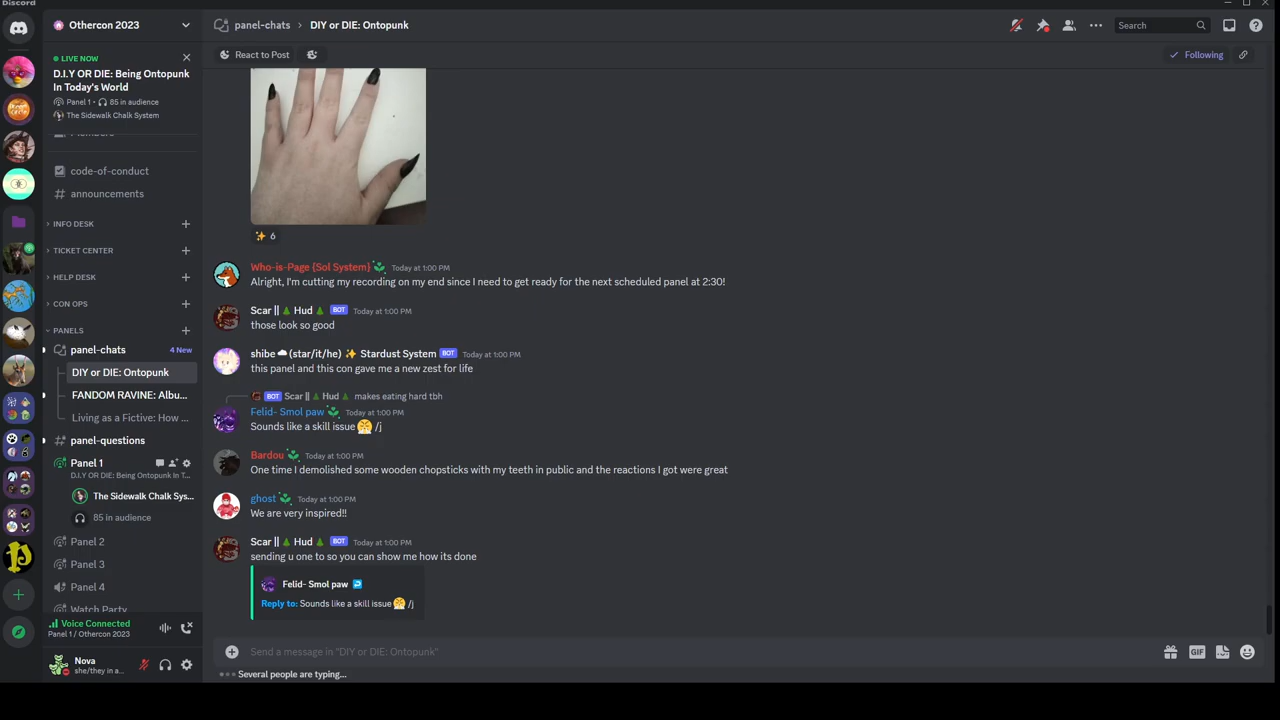 Discord
Othercon 2023
LIVE NOW
D.I.Y OR DIE: Being Ontopunk
In Today's World
Panel 1 • 85 in audience
The Sidewalk Chalk System
Members
code-of-conduct
announcements
INFO DESK
TICKET CENTER
HELP DESK
CON OPS
PANELS
panel-chats 4 New
DIY or DIE: Ontopunk
FANDOM RAVINE: Albu...
Living as a Fictive: How ...
panel-questions
Panel 1
D.I.Y OR DIE: Being Ontopunk In T...
The Sidewalk Chalk Sys...
85 in audience
Panel 2
Panel 3
Panel 4
Watch Party
Voice Connected
Panel 1 / Othercon 2023
Nova
she/they in a...
panel-chats > DIY or DIE: Ontopunk
Search
React to Post
Following
6
Who-is-Page {Sol System} Today at 1:00 PM
Alright, I'm cutting my recording on my end since I need to get ready for the next scheduled panel at 2:30!
Scar || Hud BOT Today at 1:00 PM
those look so good
shibe ☁ (star/it/he) ✨ Stardust System BOT Today at 1:00 PM
this panel and this con gave me a new zest for life
BOT Scar || Hud makes eating hard tbh
Felid- Smol paw Today at 1:00 PM
Sounds like a skill issue 😤 /j
Bardou Today at 1:00 PM
One time I demolished some wooden chopsticks with my teeth in public and the reactions I got were great
ghost Today at 1:00 PM
We are very inspired!!
Scar || Hud BOT Today at 1:00 PM
sending u one to so you can show me how its done
Felid- Smol paw
Reply to: Sounds like a skill issue 😤 /j
Send a message in "DIY or DIE: Ontopunk"
GIF
Several people are typing...